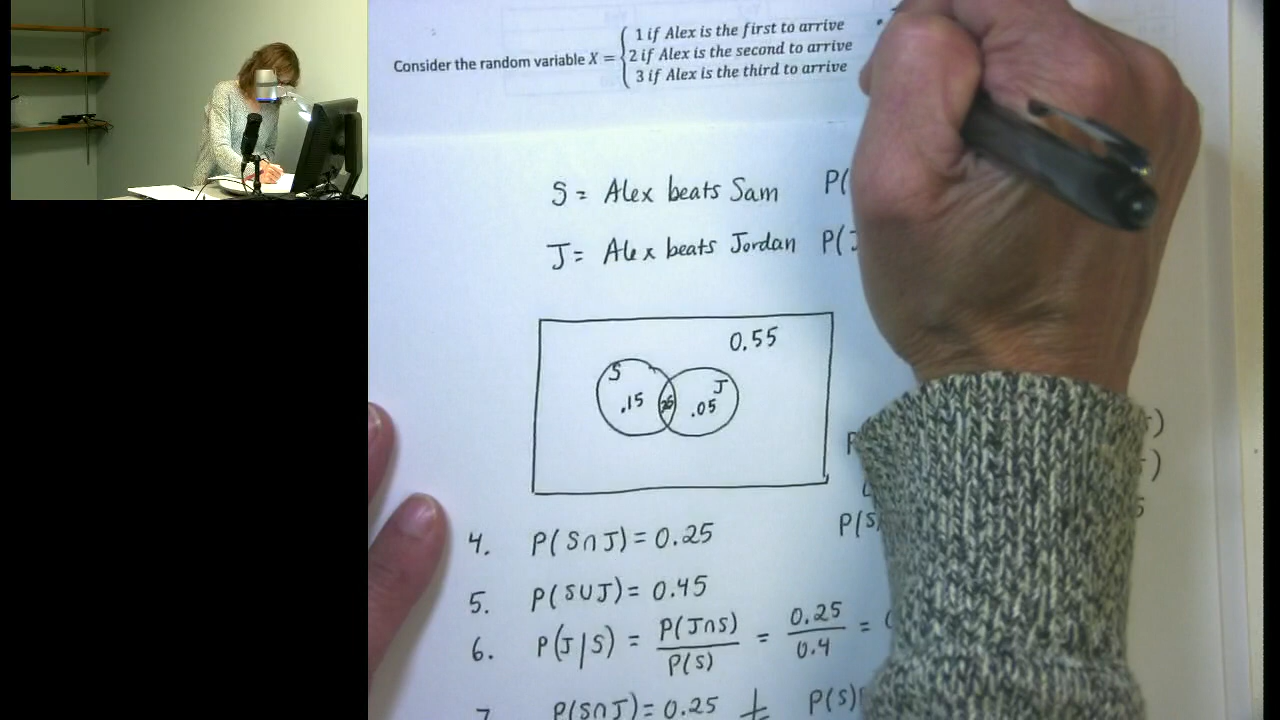 Consider the random variable X = { 1 if Alex is the first to arrive
2 if Alex is the second to arrive
3 if Alex is the third to arrive
S = Alex beats Sam P(
J = Alex beats Jordan P(J
0.55
S J
.15 .25 .05
4. P(S∩J) = 0.25 P(S)
5. P(S∪J) = 0.45
6. P(J|S) = P(J∩S) / P(S) = 0.25 / 0.4 =
7. P(S∩J) = 0.25 ≠ P(S)